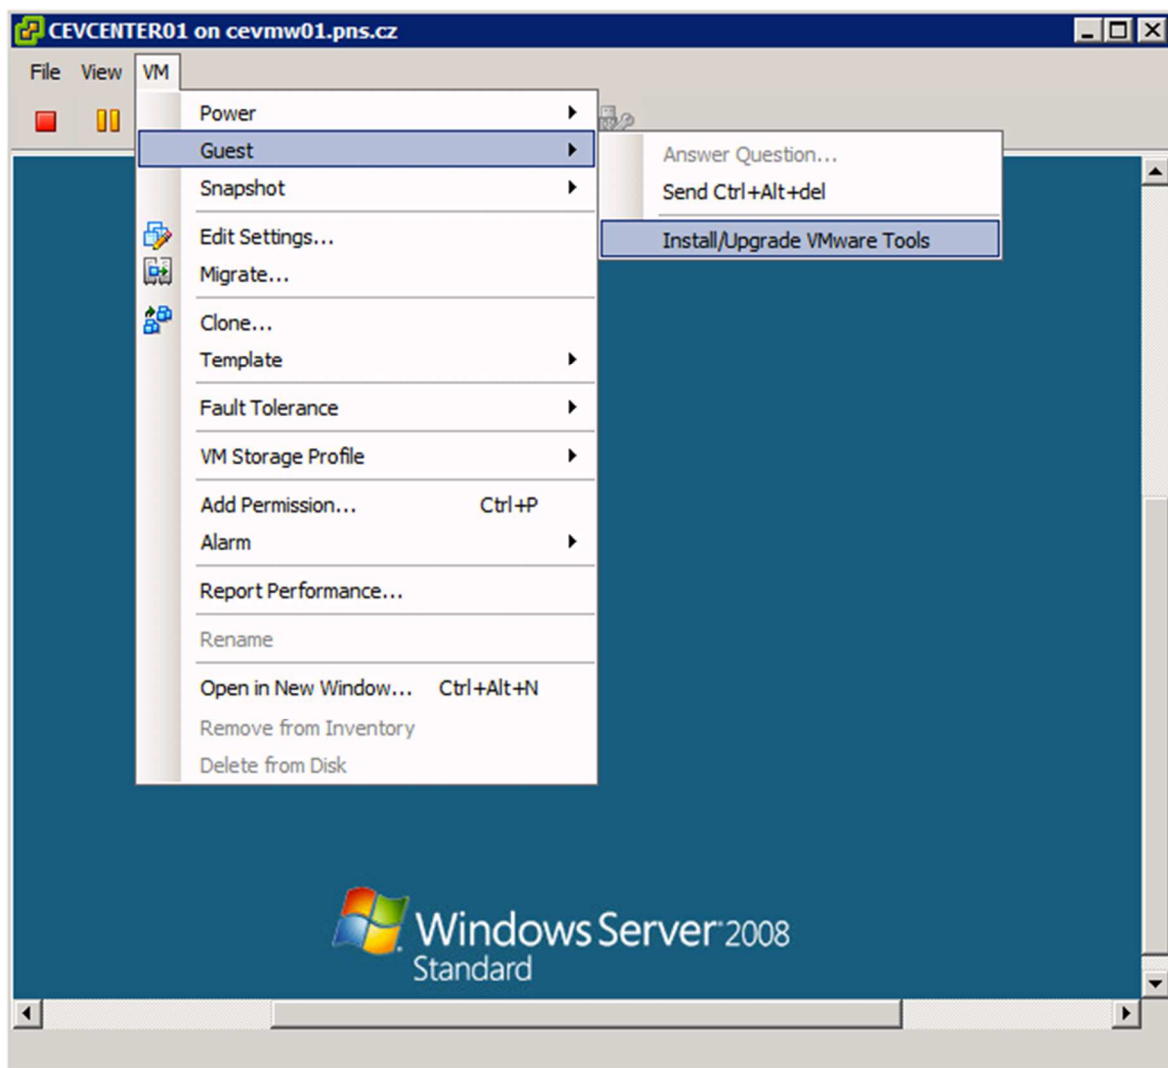 CEVCENTER01 on cevmw01.pns.cz
File View VM
Power
Guest
Snapshot
Edit Settings...
Migrate...
Clone...
Template
Fault Tolerance
VM Storage Profile
Add Permission... Ctrl+P
Alarm
Report Performance...
Rename
Open in New Window... Ctrl+Alt+N
Remove from Inventory
Delete from Disk
Answer Question...
Send Ctrl+Alt+del
Install/Upgrade VMware Tools
Windows Server 2008
Standard